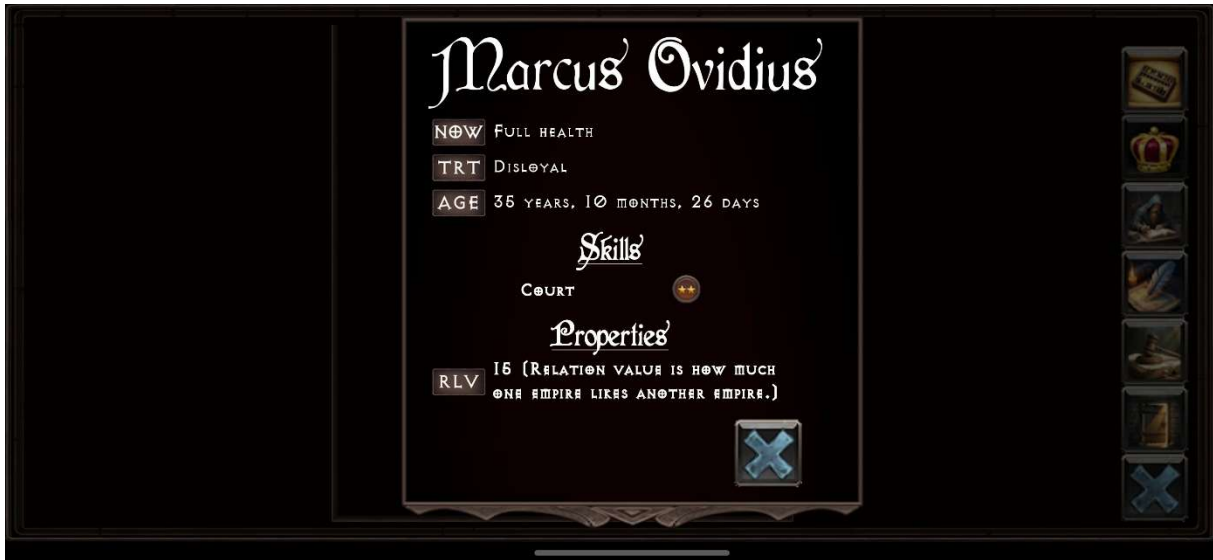 Marcus Ovidius
NOW Full health
TRT Disloyal
AGE 35 years, 10 months, 26 days
Skills
Court
Properties
RLV 15 (Relation value is how much
one empire likes another empire.)